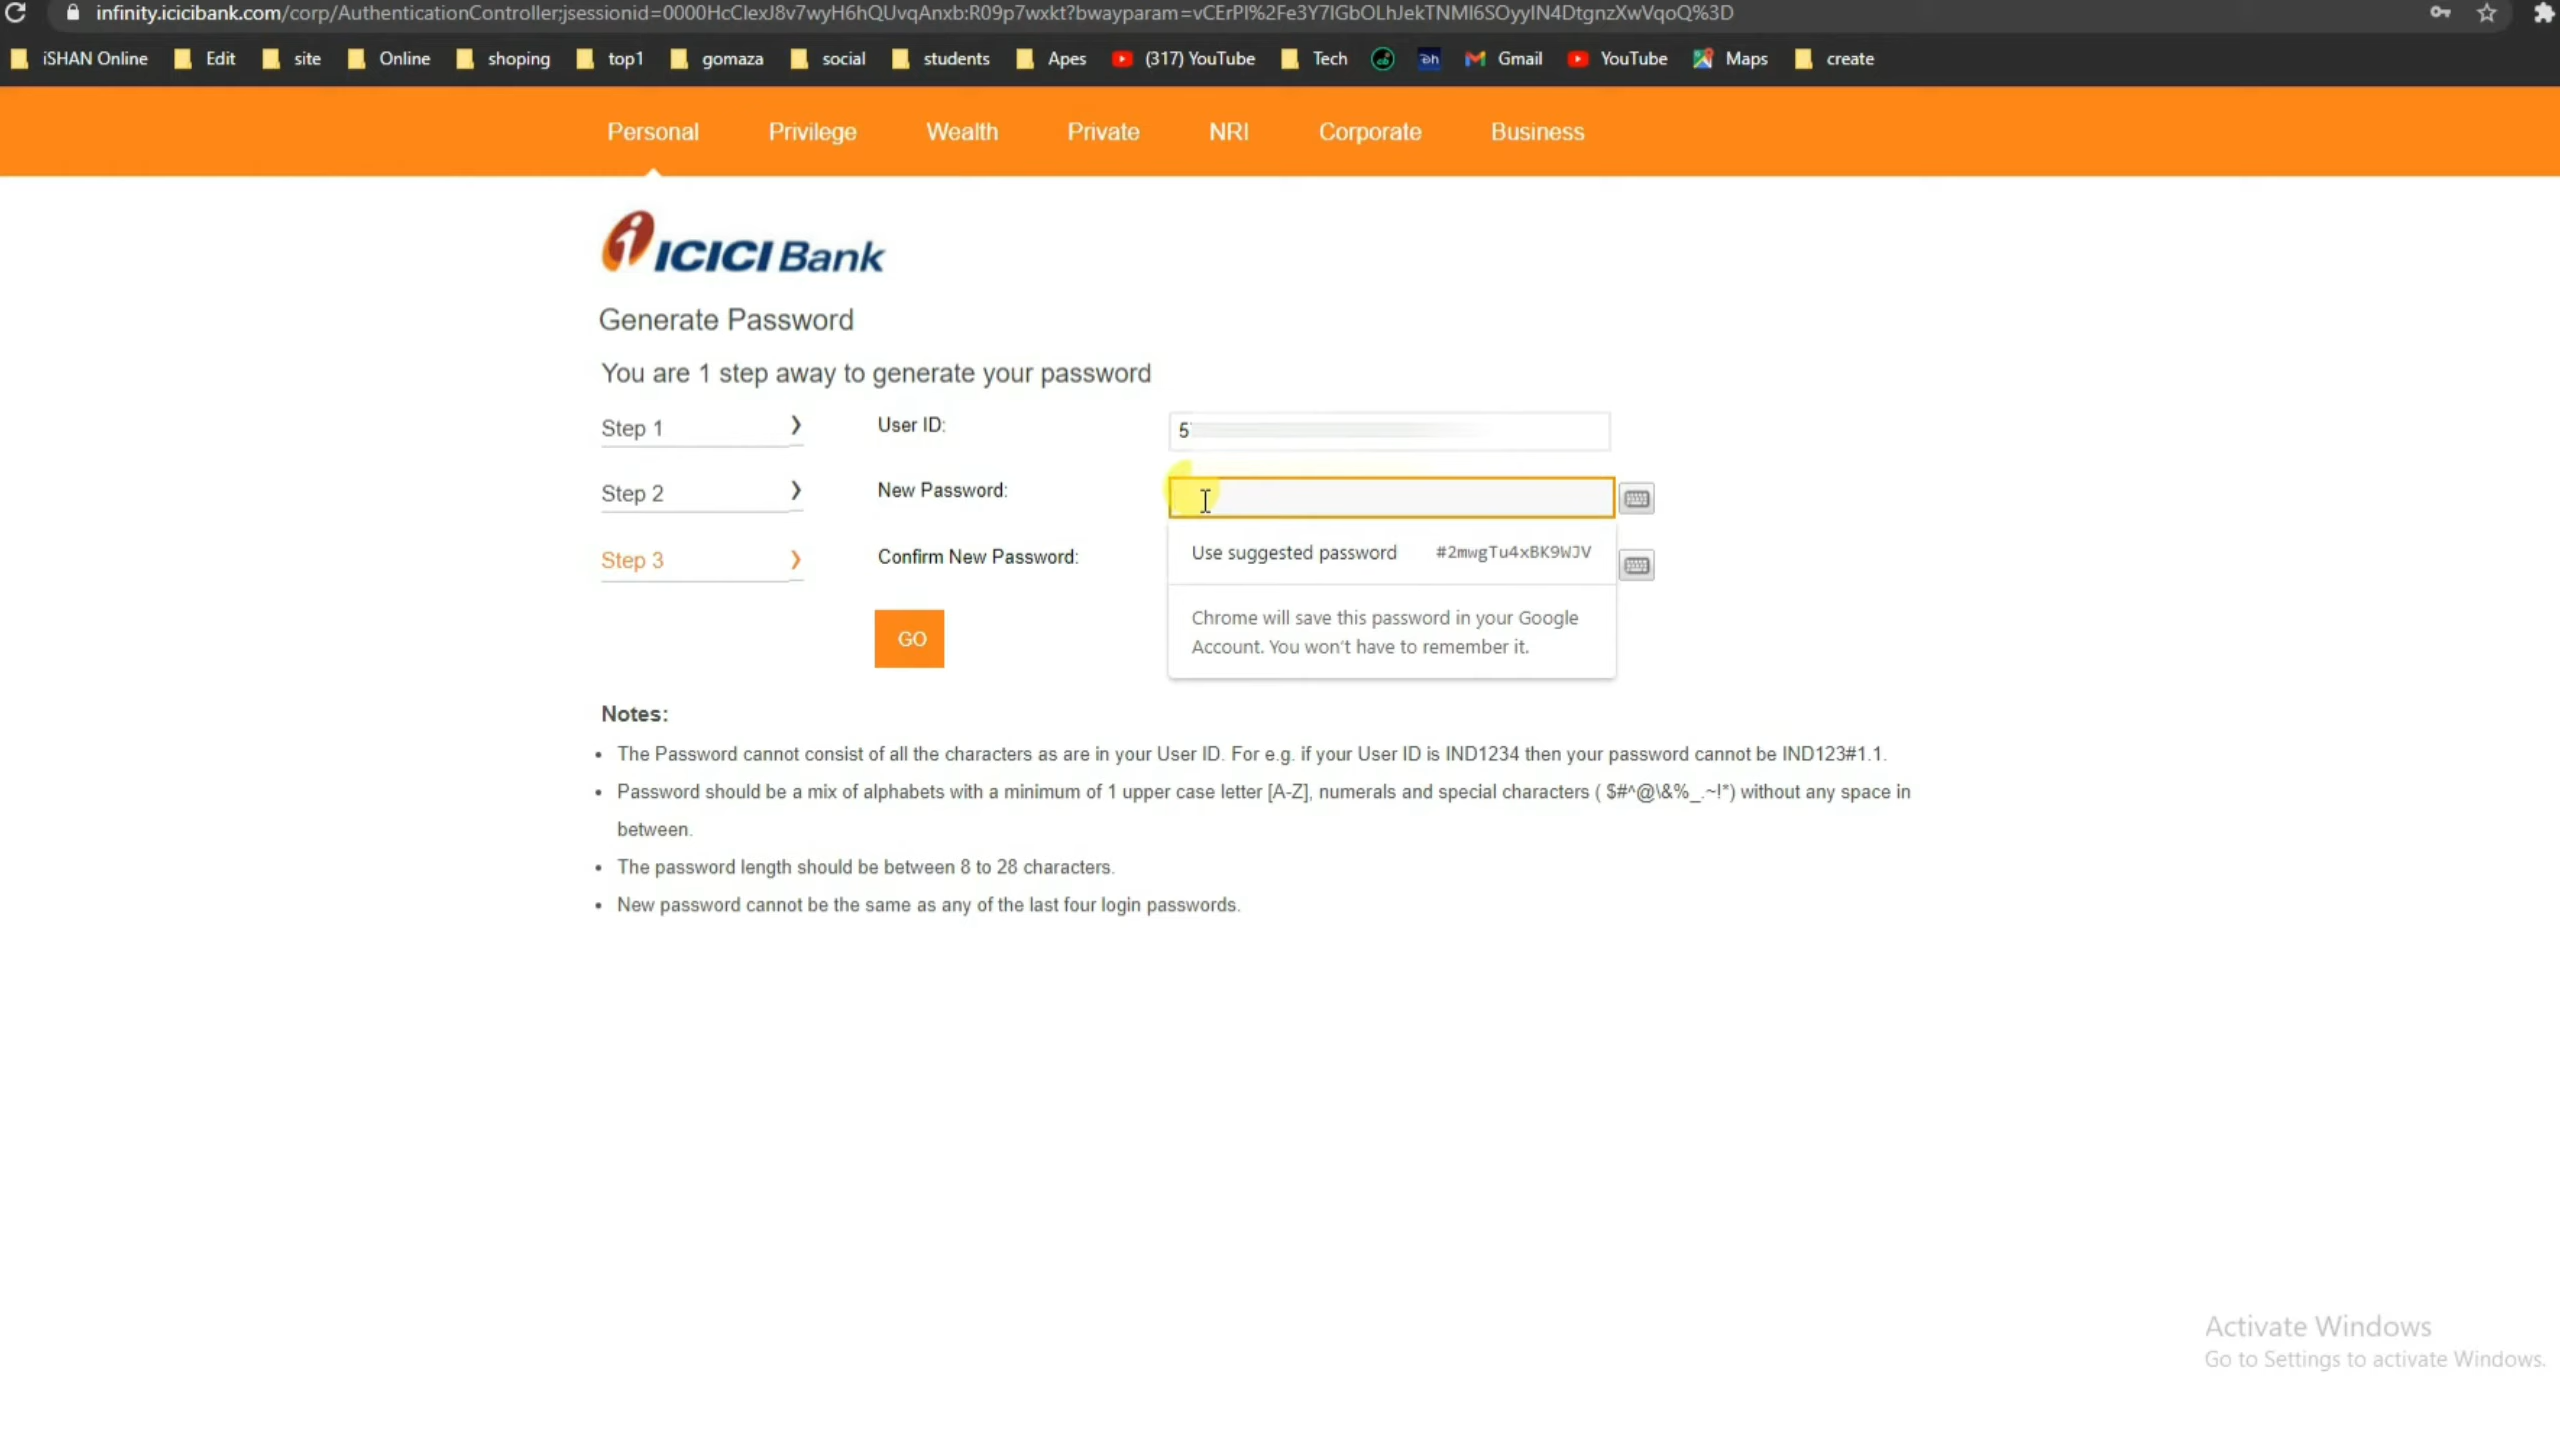 infinity.icicibank.com/corp/AuthenticationController;jsessionid=0000HcClexJ8v7wyH6hQUvqAnxb:R09p7wxkt?bwayparam=vCErPI%2Fe3Y7IGbOLhJekTNMI6SOyyIN4DtgnzXwVqoQ%3D
iSHAN Online Edit site Online shoping top1 gomaza social students Apes (317) YouTube Tech Gmail YouTube Maps create
Personal Privilege Wealth Private NRI Corporate Business
ICICI Bank
Generate Password
You are 1 step away to generate your password
Step 1 User ID: 5
Step 2 New Password:
Use suggested password #2mwgTu4xBK9WJV
Step 3 Confirm New Password:
Chrome will save this password in your Google
Account. You won't have to remember it.
GO
Notes:
• The Password cannot consist of all the characters as are in your User ID. For e.g. if your User ID is IND1234 then your password cannot be IND123#1.1.
• Password should be a mix of alphabets with a minimum of 1 upper case letter [A-Z], numerals and special characters ( $#^@\&%_.~!*) without any space in
between.
• The password length should be between 8 to 28 characters.
• New password cannot be the same as any of the last four login passwords.
Activate Windows
Go to Settings to activate Windows.